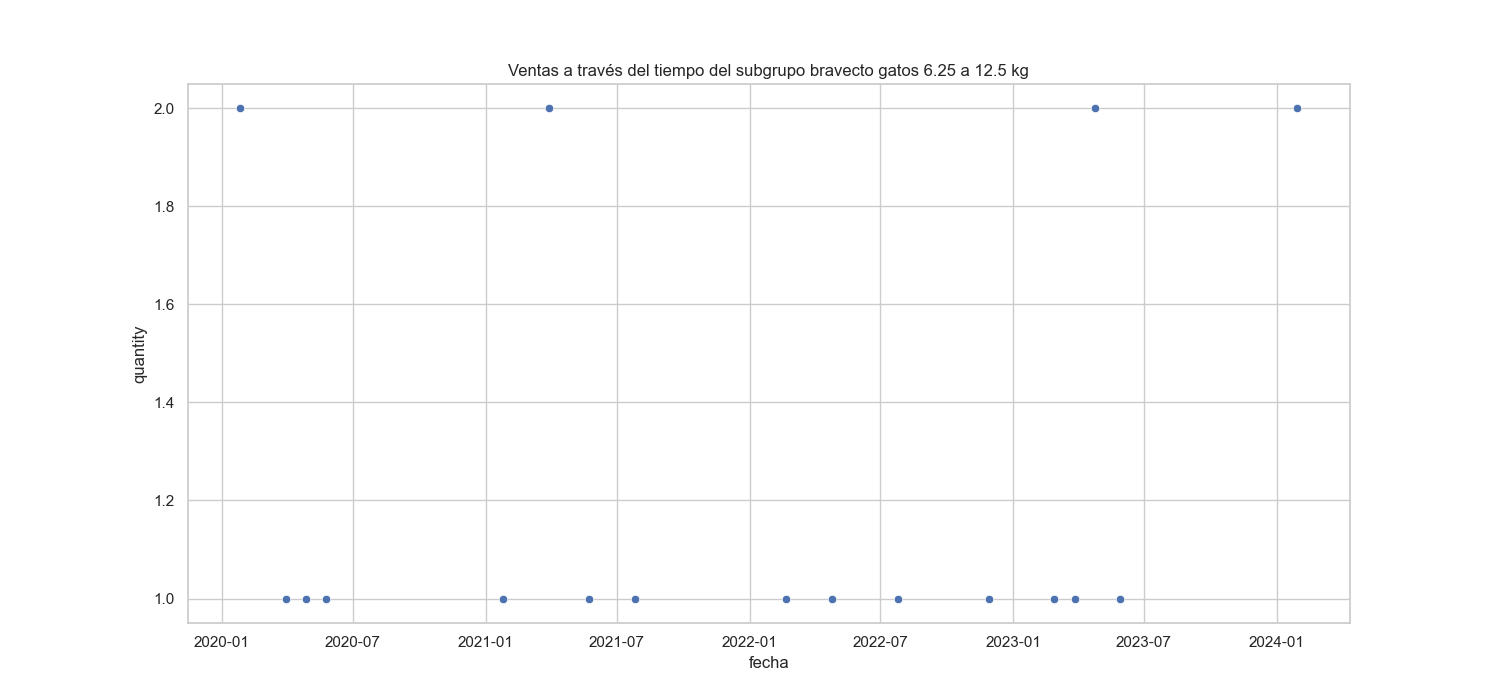 Ventas a través del tiempo del subgrupo bravecto gatos 6.25 a 12.5 kg
2.0
1.8
1.6
1.4
1.2
1.0
quantity
2020-01 2020-07 2021-01 2021-07 2022-01 2022-07 2023-01 2023-07 2024-01
fecha